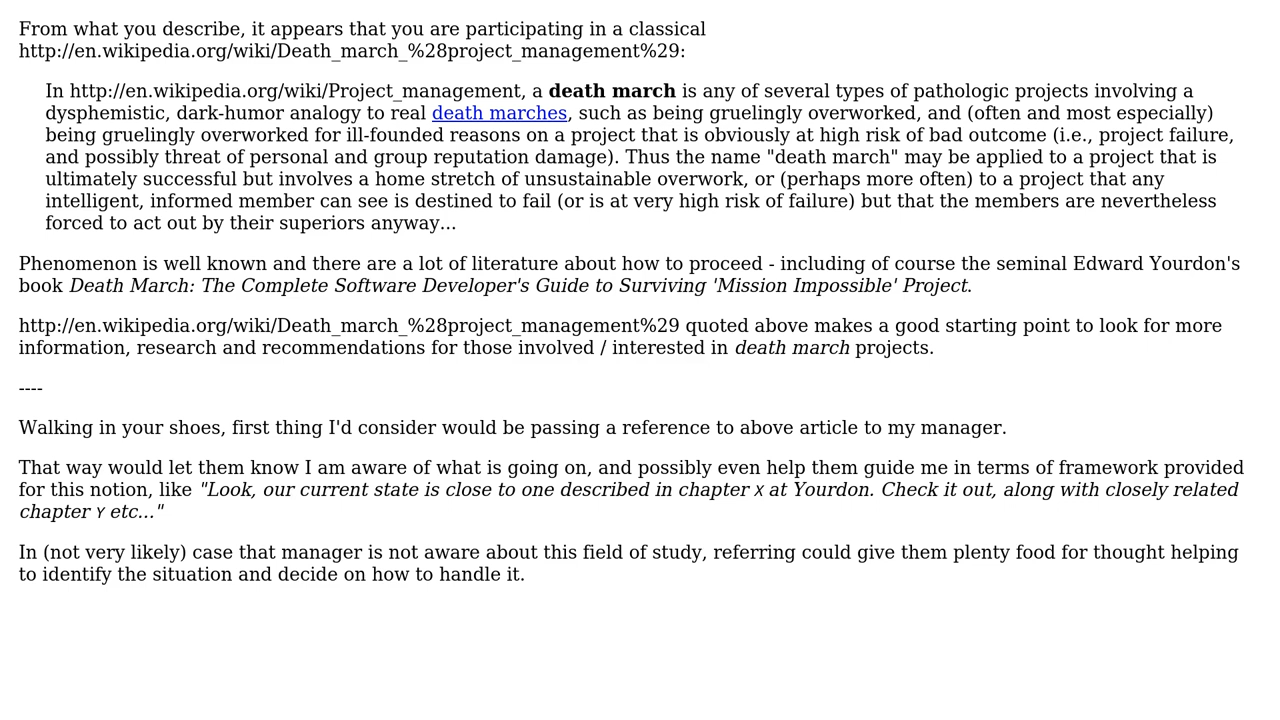 From what you describe, it appears that you are participating in a classical
http://en.wikipedia.org/wiki/Death_march_%28project_management%29:
In http://en.wikipedia.org/wiki/Project_management, a death march is any of several types of pathologic projects involving a
dysphemistic, dark-humor analogy to real death marches, such as being gruelingly overworked, and (often and most especially)
being gruelingly overworked for ill-founded reasons on a project that is obviously at high risk of bad outcome (i.e., project failure,
and possibly threat of personal and group reputation damage). Thus the name "death march" may be applied to a project that is
ultimately successful but involves a home stretch of unsustainable overwork, or (perhaps more often) to a project that any
intelligent, informed member can see is destined to fail (or is at very high risk of failure) but that the members are nevertheless
forced to act out by their superiors anyway...
Phenomenon is well known and there are a lot of literature about how to proceed - including of course the seminal Edward Yourdon's
book Death March: The Complete Software Developer's Guide to Surviving 'Mission Impossible' Project.
http://en.wikipedia.org/wiki/Death_march_%28project_management%29 quoted above makes a good starting point to look for more
information, research and recommendations for those involved / interested in death march projects.
----
Walking in your shoes, first thing I'd consider would be passing a reference to above article to my manager.
That way would let them know I am aware of what is going on, and possibly even help them guide me in terms of framework provided
for this notion, like "Look, our current state is close to one described in chapter X at Yourdon. Check it out, along with closely related
chapter Y etc..."
In (not very likely) case that manager is not aware about this field of study, referring could give them plenty food for thought helping
to identify the situation and decide on how to handle it.